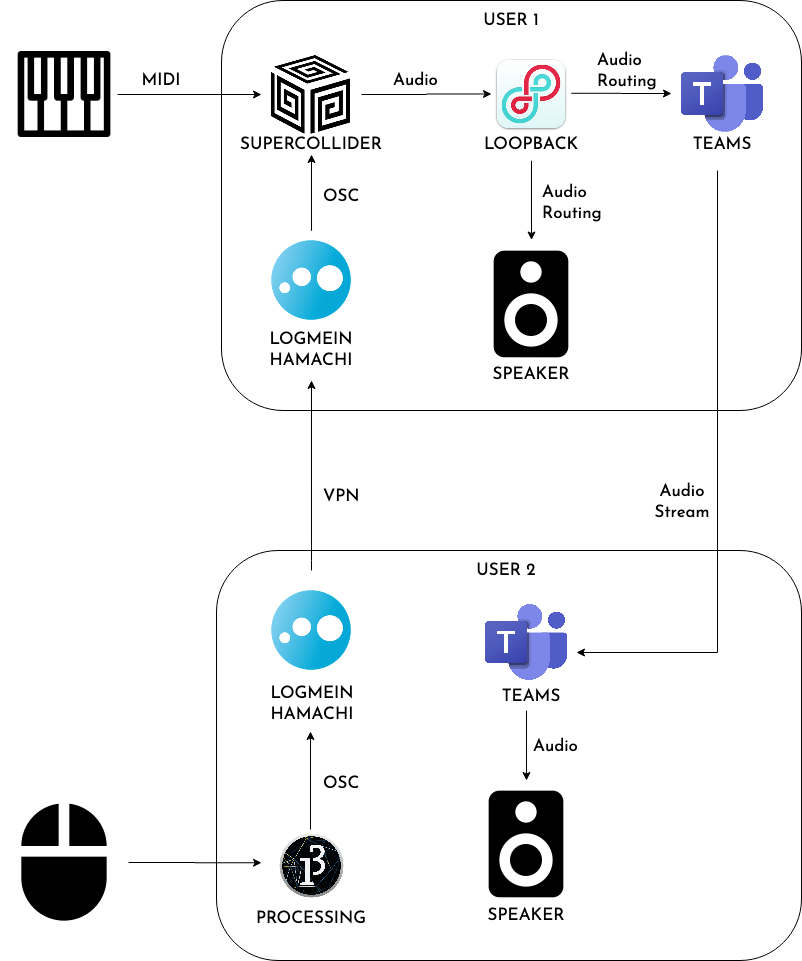 USER 1
MIDI
Audio
Audio
Routing
T
SUPERCOLLIDER
LOOPBACK
TEAMS
OSC
Audio
Routing
LOGMEIN
HAMACHI
SPEAKER
VPN
Audio
Stream
USER 2
T
LOGMEIN
HAMACHI
TEAMS
Audio
OSC
PROCESSING
SPEAKER